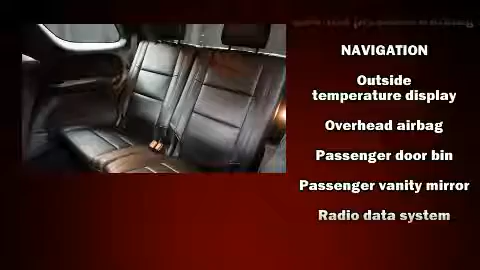 NAVIGATION
Outside
temperature display
Overhead airbag
Passenger door bin
Passenger vanity mirror
Radio data system